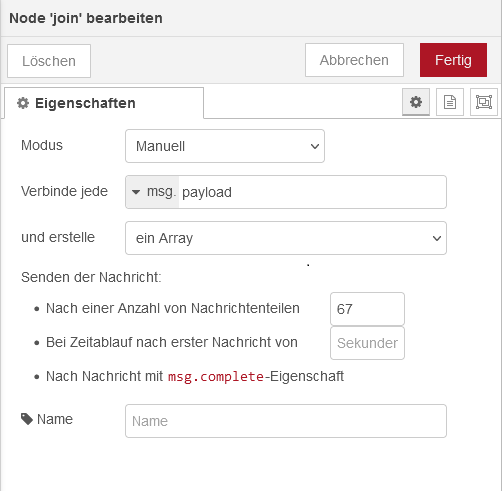 Node 'join' bearbeiten
Löschen Abbrechen Fertig
Eigenschaften
Modus Manuell
Verbinde jede msg. payload
und erstelle ein Array
Senden der Nachricht:
• Nach einer Anzahl von Nachrichtenteilen 67
• Bei Zeitablauf nach erster Nachricht von Sekunden
• Nach Nachricht mit msg.complete-Eigenschaft
Name Name